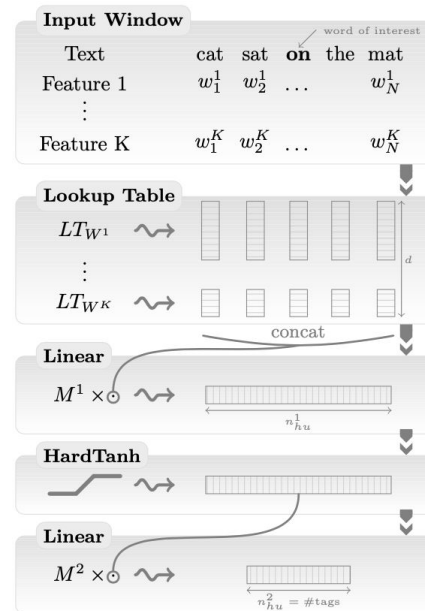 Input Window
word of interest
Text cat sat on the mat
Feature 1 w_1^1 w_2^1 ... w_N^1
⋮
Feature K w_1^K w_2^K ... w_N^K
Lookup Table
LT_{W^1}
d
⋮
LT_{W^K}
concat
Linear
M^1 × ⊙
n_{hu}^1
HardTanh
Linear
M^2 × ⊙
n_{hu}^2 = #tags